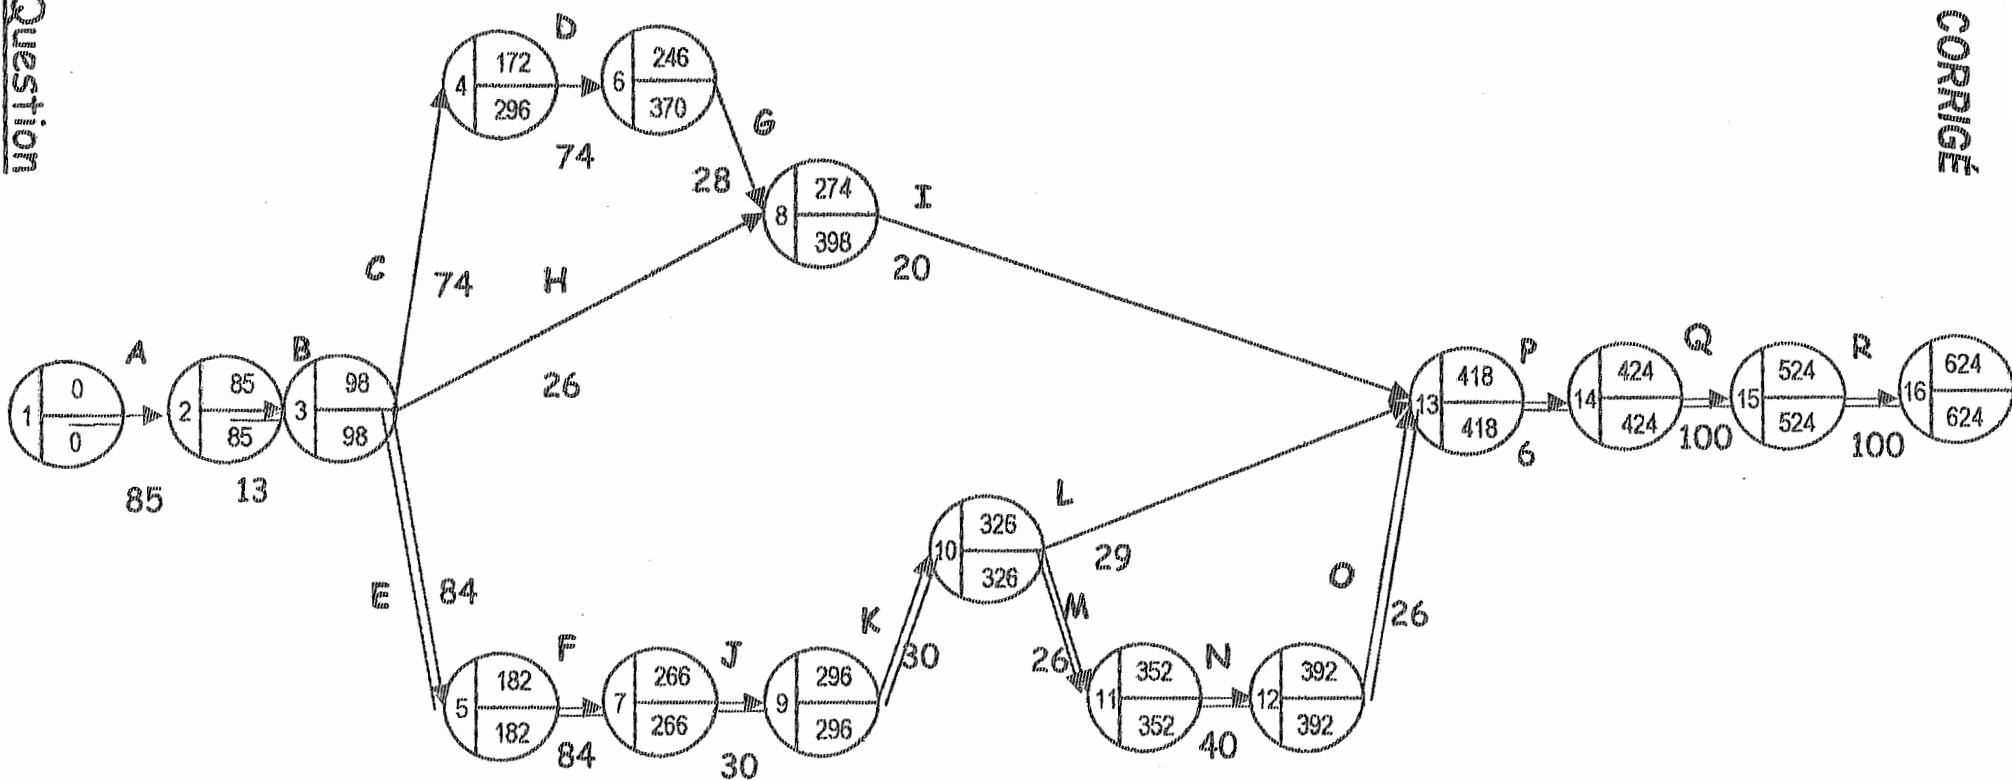 Question
CORRIGÉ
D
4 172 296
6 246 370
74
G
28
8 274 398
I
20
C
74
H
26
A
1 0 0
85
2 85 85
B
13
3 98 98
E
84
5 182 182
F
84
7 266 266
J
30
9 296 296
K
30
10 326 326
L
29
M
26
11 352 352
N
40
12 392 392
O
26
13 418 418
P
6
14 424 424
Q
100
15 524 524
R
100
16 624 624